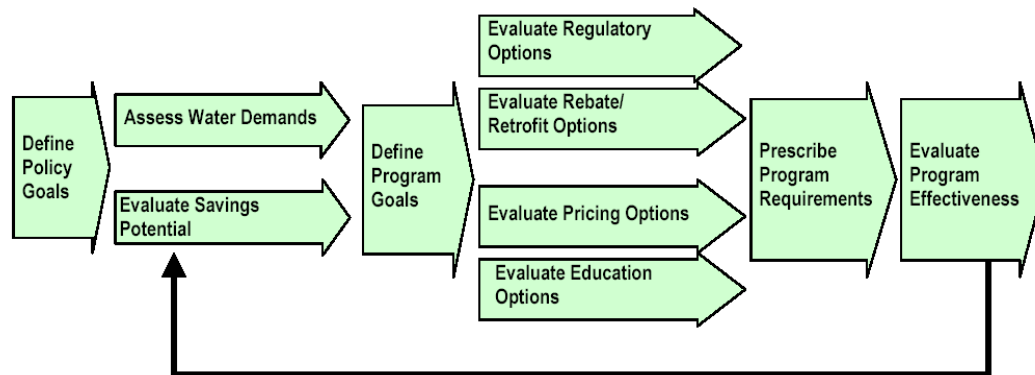 Define
Policy
Goals
Assess Water Demands
Evaluate Savings
Potential
Define
Program
Goals
Evaluate Regulatory
Options
Evaluate Rebate/
Retrofit Options
Evaluate Pricing Options
Evaluate Education
Options
Prescribe
Program
Requirements
Evaluate
Program
Effectiveness